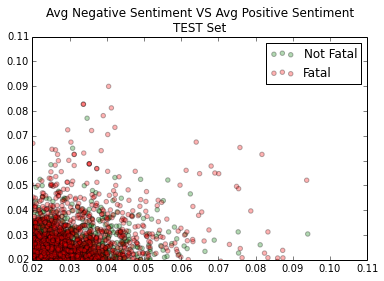 Avg Negative Sentiment VS Avg Positive Sentiment
TEST Set
0.11
0.10
0.09
0.08
0.07
0.06
0.05
0.04
0.03
0.02
Not Fatal
Fatal
0.02 0.03 0.04 0.05 0.06 0.07 0.08 0.09 0.10 0.11